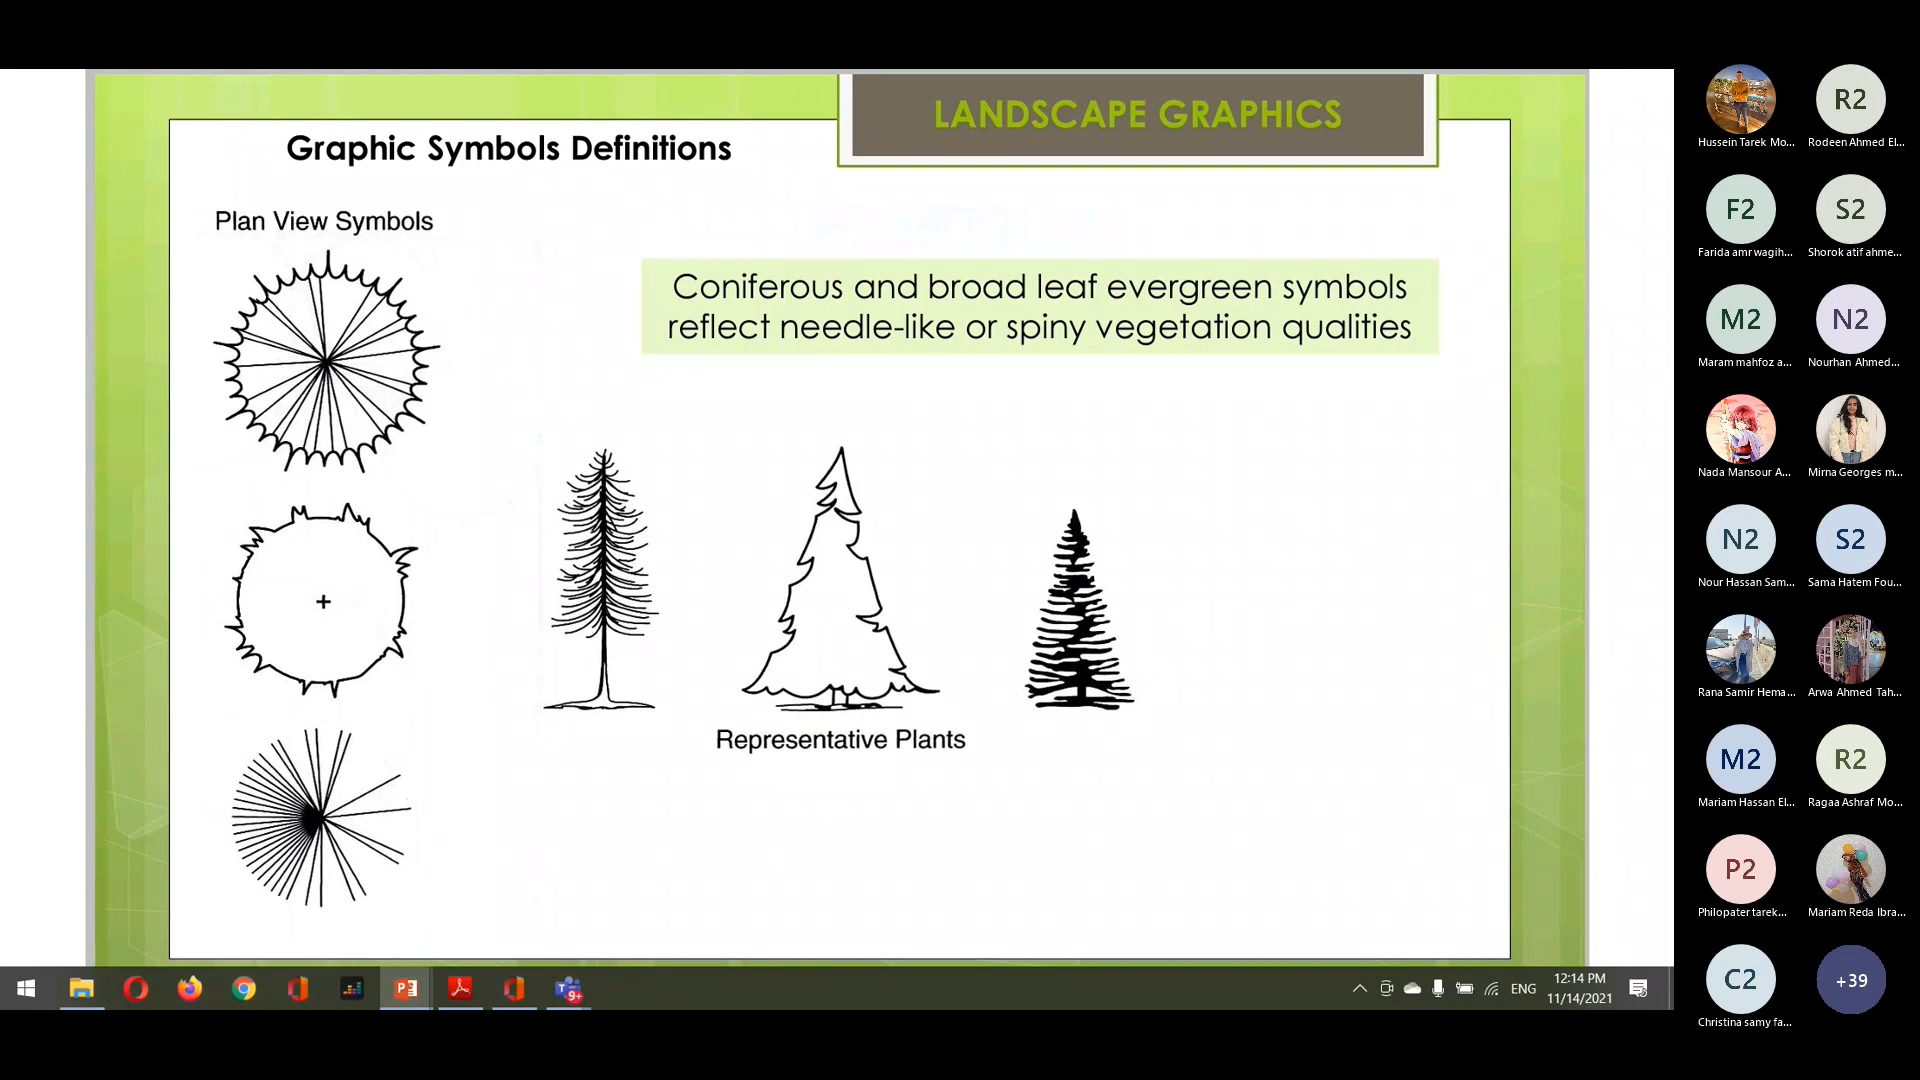 LANDSCAPE GRAPHICS
Graphic Symbols Definitions
Plan View Symbols
Coniferous and broad leaf evergreen symbols
reflect needle-like or spiny vegetation qualities
Representative Plants
R2
Hussein Tarek Mo...
Rodeen Ahmed El...
F2
S2
Farida amr wagih...
Shorok atif ahme...
M2
N2
Maram mahfoz a...
Nourhan Ahmed...
Nada Mansour A...
Mirna Georges m...
N2
S2
Nour Hassan Sam...
Sama Hatem Fou...
Rana Samir Hema...
Arwa Ahmed Tah...
M2
R2
Mariam Hassan El...
Ragaa Ashraf Mo...
P2
Philopater tarek...
Mariam Reda Ibra...
C2
+39
Christina samy fa...
9+
ENG
12:14 PM
11/14/2021